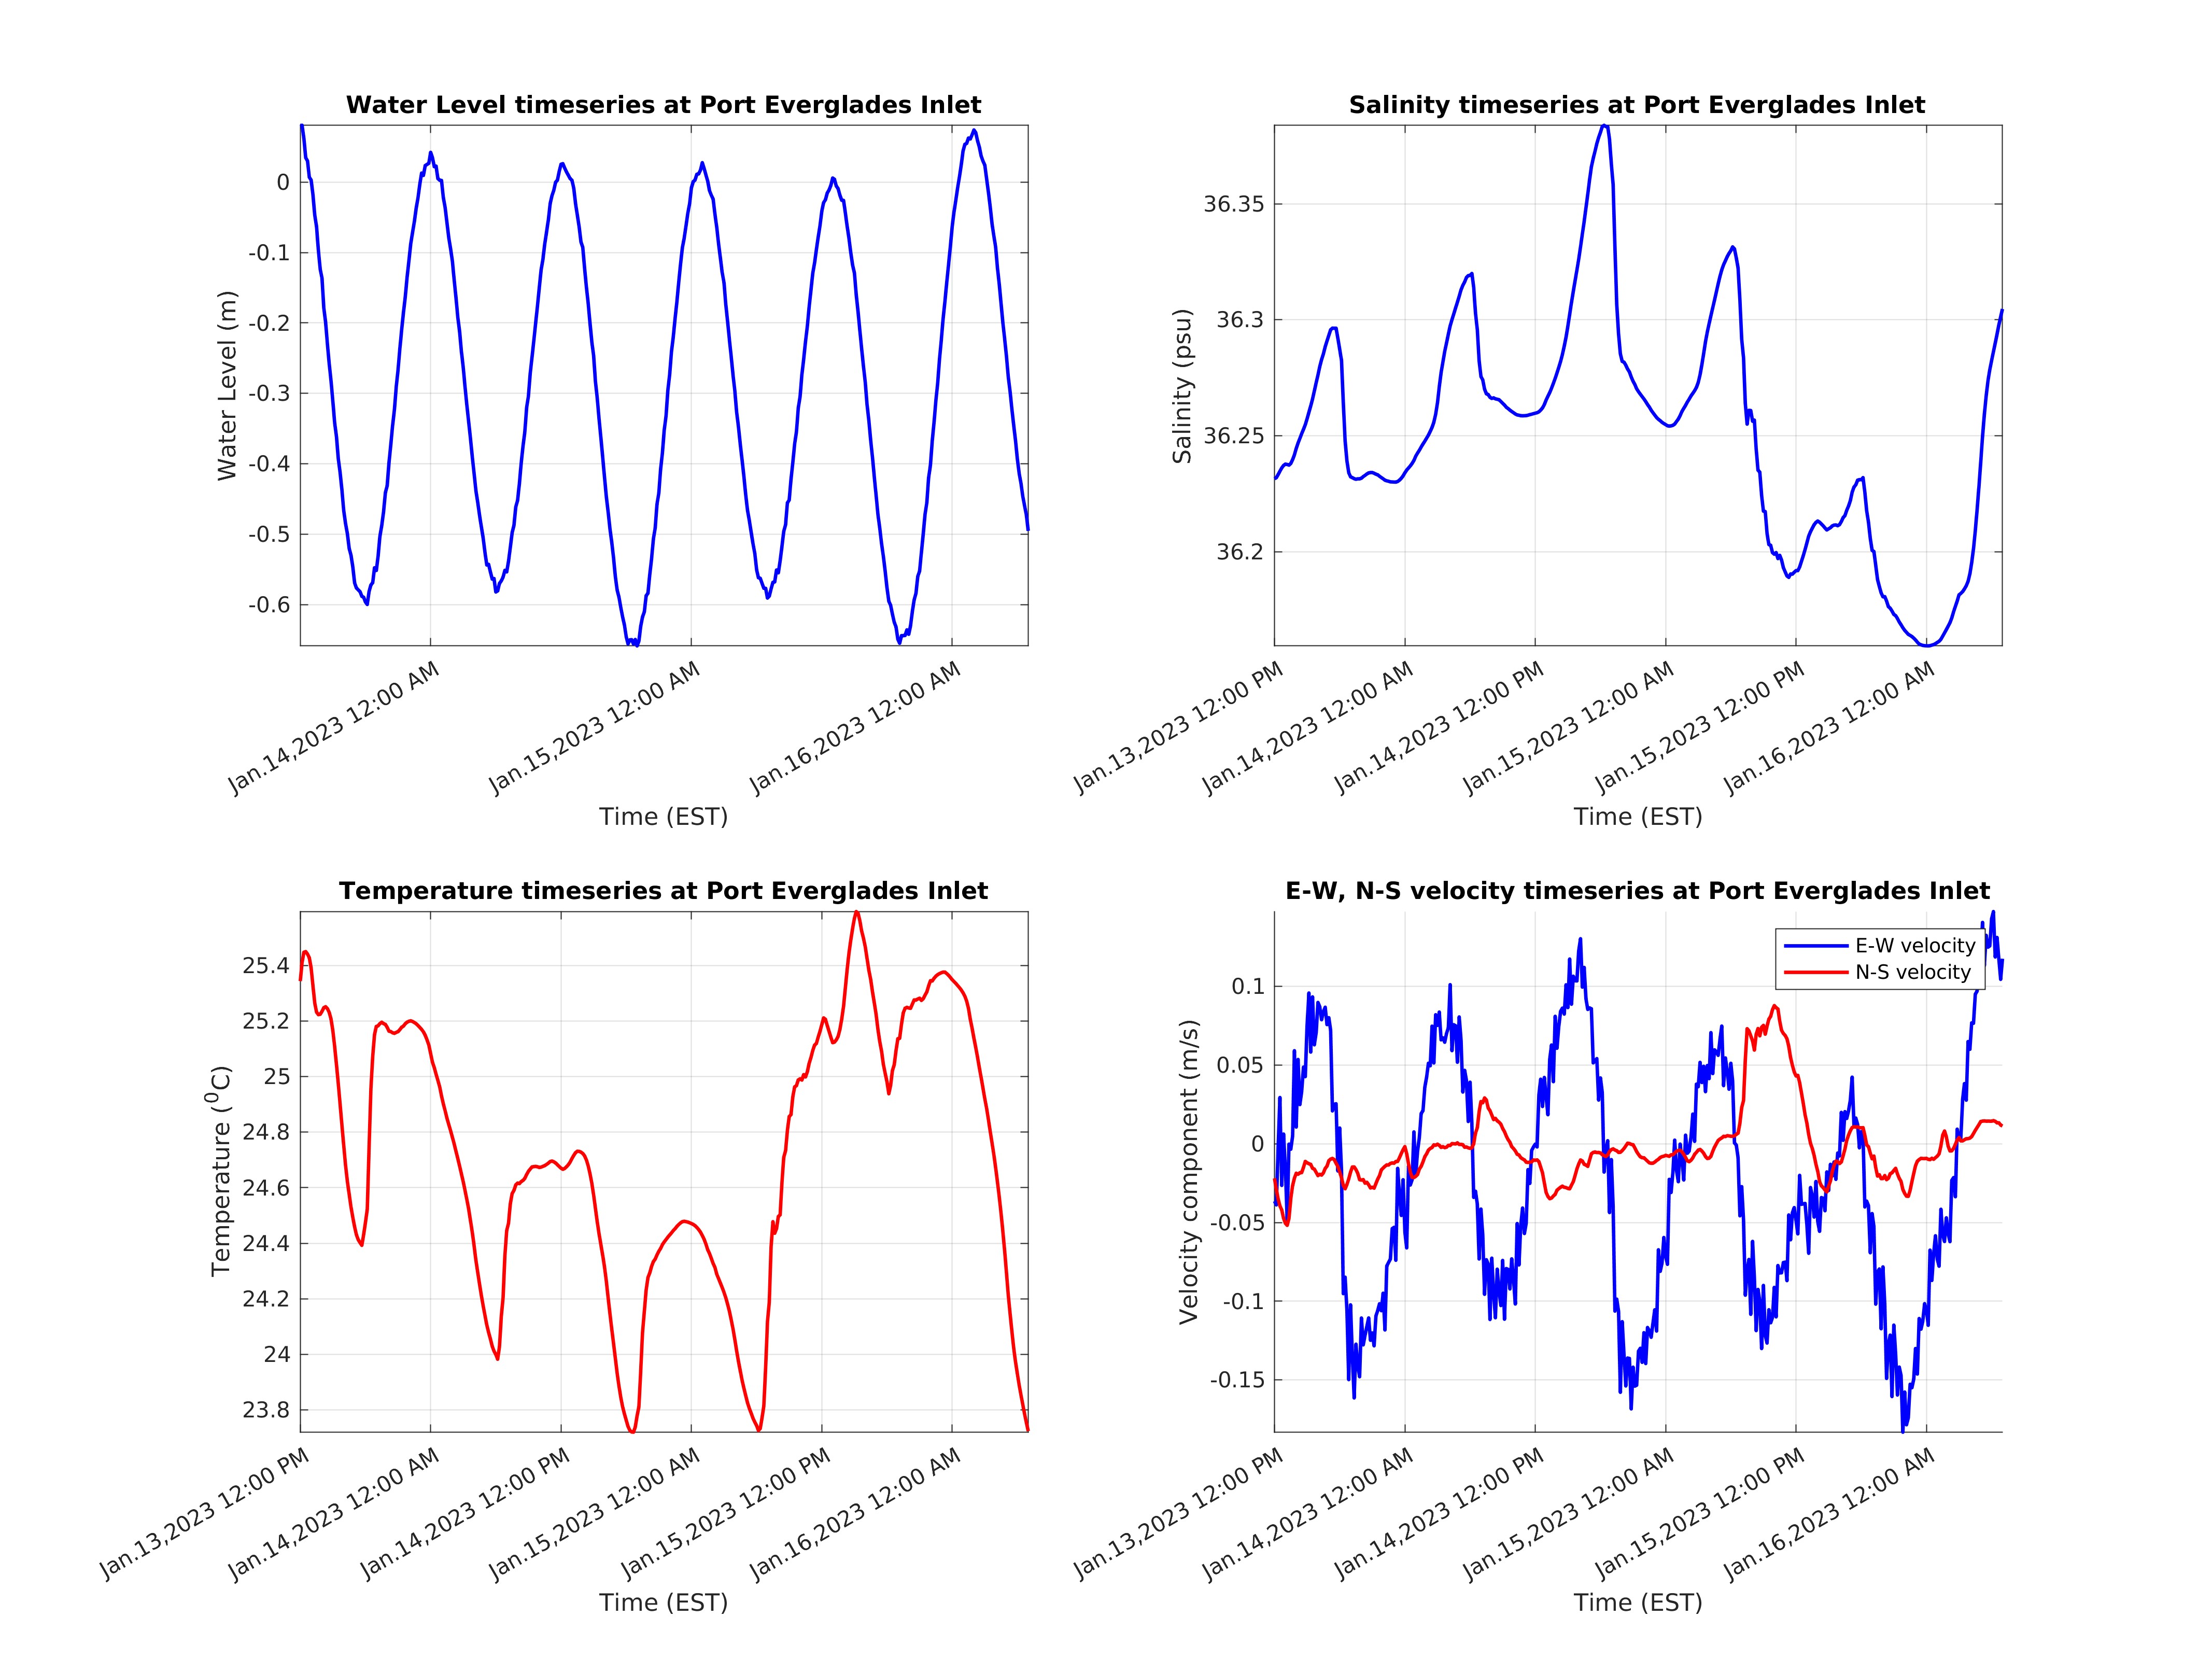 Water Level timeseries at Port Everglades Inlet
Water Level (m)
0
-0.1
-0.2
-0.3
-0.4
-0.5
-0.6
Jan.14,2023 12:00 AM
Jan.15,2023 12:00 AM
Jan.16,2023 12:00 AM
Time (EST)
Salinity timeseries at Port Everglades Inlet
Salinity (psu)
36.35
36.3
36.25
36.2
Jan.13,2023 12:00 PM
Jan.14,2023 12:00 AM
Jan.14,2023 12:00 PM
Jan.15,2023 12:00 AM
Jan.15,2023 12:00 PM
Jan.16,2023 12:00 AM
Time (EST)
Temperature timeseries at Port Everglades Inlet
Temperature (⁰C)
25.4
25.2
25
24.8
24.6
24.4
24.2
24
23.8
Jan.13,2023 12:00 PM
Jan.14,2023 12:00 AM
Jan.14,2023 12:00 PM
Jan.15,2023 12:00 AM
Jan.15,2023 12:00 PM
Jan.16,2023 12:00 AM
Time (EST)
E-W, N-S velocity timeseries at Port Everglades Inlet
Velocity component (m/s)
E-W velocity
N-S velocity
0.1
0.05
0
-0.05
-0.1
-0.15
Jan.13,2023 12:00 PM
Jan.14,2023 12:00 AM
Jan.14,2023 12:00 PM
Jan.15,2023 12:00 AM
Jan.15,2023 12:00 PM
Jan.16,2023 12:00 AM
Time (EST)